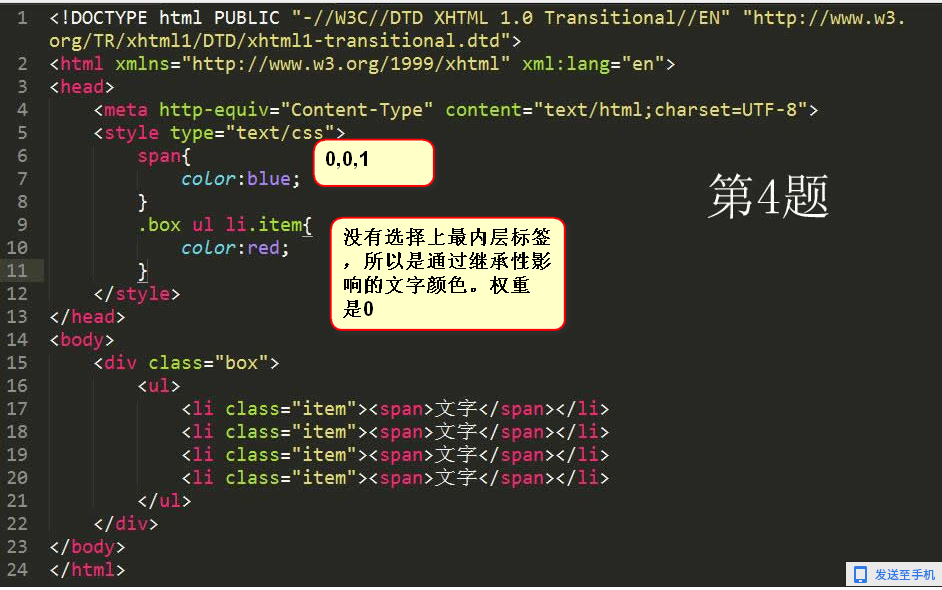 1 <!DOCTYPE html PUBLIC "-//W3C//DTD XHTML 1.0 Transitional//EN" "http://www.w3.
org/TR/xhtml1/DTD/xhtml1-transitional.dtd">
2 <html xmlns="http://www.w3.org/1999/xhtml" xml:lang="en">
3 <head>
4 <meta http-equiv="Content-Type" content="text/html;charset=UTF-8">
5 <style type="text/css">
6 span{
0,0,1
7 color:blue;
8 }
第4题
9 .box ul li.item{
10 color:red;
11 }
没有选择上最内层标签
，所以是通过继承性影
响的文字颜色。权重
是0
12 </style>
13 </head>
14 <body>
15 <div class="box">
16 <ul>
17 <li class="item"><span>文字</span></li>
18 <li class="item"><span>文字</span></li>
19 <li class="item"><span>文字</span></li>
20 <li class="item"><span>文字</span></li>
21 </ul>
22 </div>
23 </body>
24 </html>
发送至手机